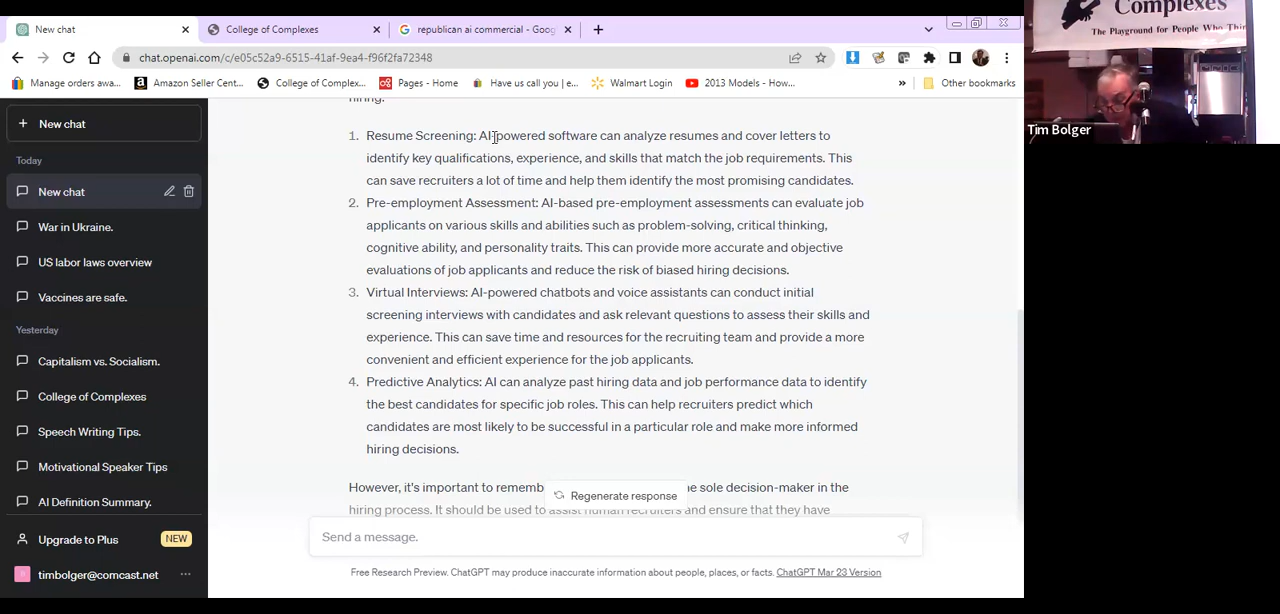 New chat
College of Complexes
republican ai commercial - Goog
chat.openai.com/c/e05c52a9-6515-41af-9ea4-f96f2fa72348
Manage orders awa...
Amazon Seller Cent...
College of Complex...
Pages - Home
Have us call you | e...
Walmart Login
2013 Models - How...
»
Other bookmarks
+ New chat
Today
New chat
War in Ukraine.
US labor laws overview
Vaccines are safe.
Yesterday
Capitalism vs. Socialism.
College of Complexes
Speech Writing Tips.
Motivational Speaker Tips
AI Definition Summary.
Upgrade to Plus
NEW
timbolger@comcast.net
hiring:
1. Resume Screening: AI-powered software can analyze resumes and cover letters to
identify key qualifications, experience, and skills that match the job requirements. This
can save recruiters a lot of time and help them identify the most promising candidates.
2. Pre-employment Assessment: AI-based pre-employment assessments can evaluate job
applicants on various skills and abilities such as problem-solving, critical thinking,
cognitive ability, and personality traits. This can provide more accurate and objective
evaluations of job applicants and reduce the risk of biased hiring decisions.
3. Virtual Interviews: AI-powered chatbots and voice assistants can conduct initial
screening interviews with candidates and ask relevant questions to assess their skills and
experience. This can save time and resources for the recruiting team and provide a more
convenient and efficient experience for the job applicants.
4. Predictive Analytics: AI can analyze past hiring data and job performance data to identify
the best candidates for specific job roles. This can help recruiters predict which
candidates are most likely to be successful in a particular role and make more informed
hiring decisions.
However, it's important to rememb
e sole decision-maker in the
Regenerate response
hiring process. It should be used to assist human recruiters and ensure that they have
Send a message.
Free Research Preview. ChatGPT may produce inaccurate information about people, places, or facts. ChatGPT Mar 23 Version
Complexes
The Playground for People Who Thin
Tim Bolger